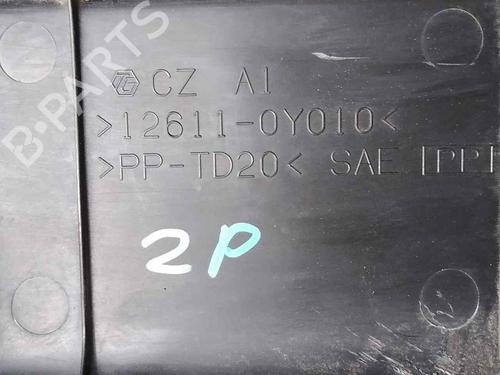 B-PARTS
CZ A1
>12611-0Y010<
>PP-TD20< SAE [PP]
2P